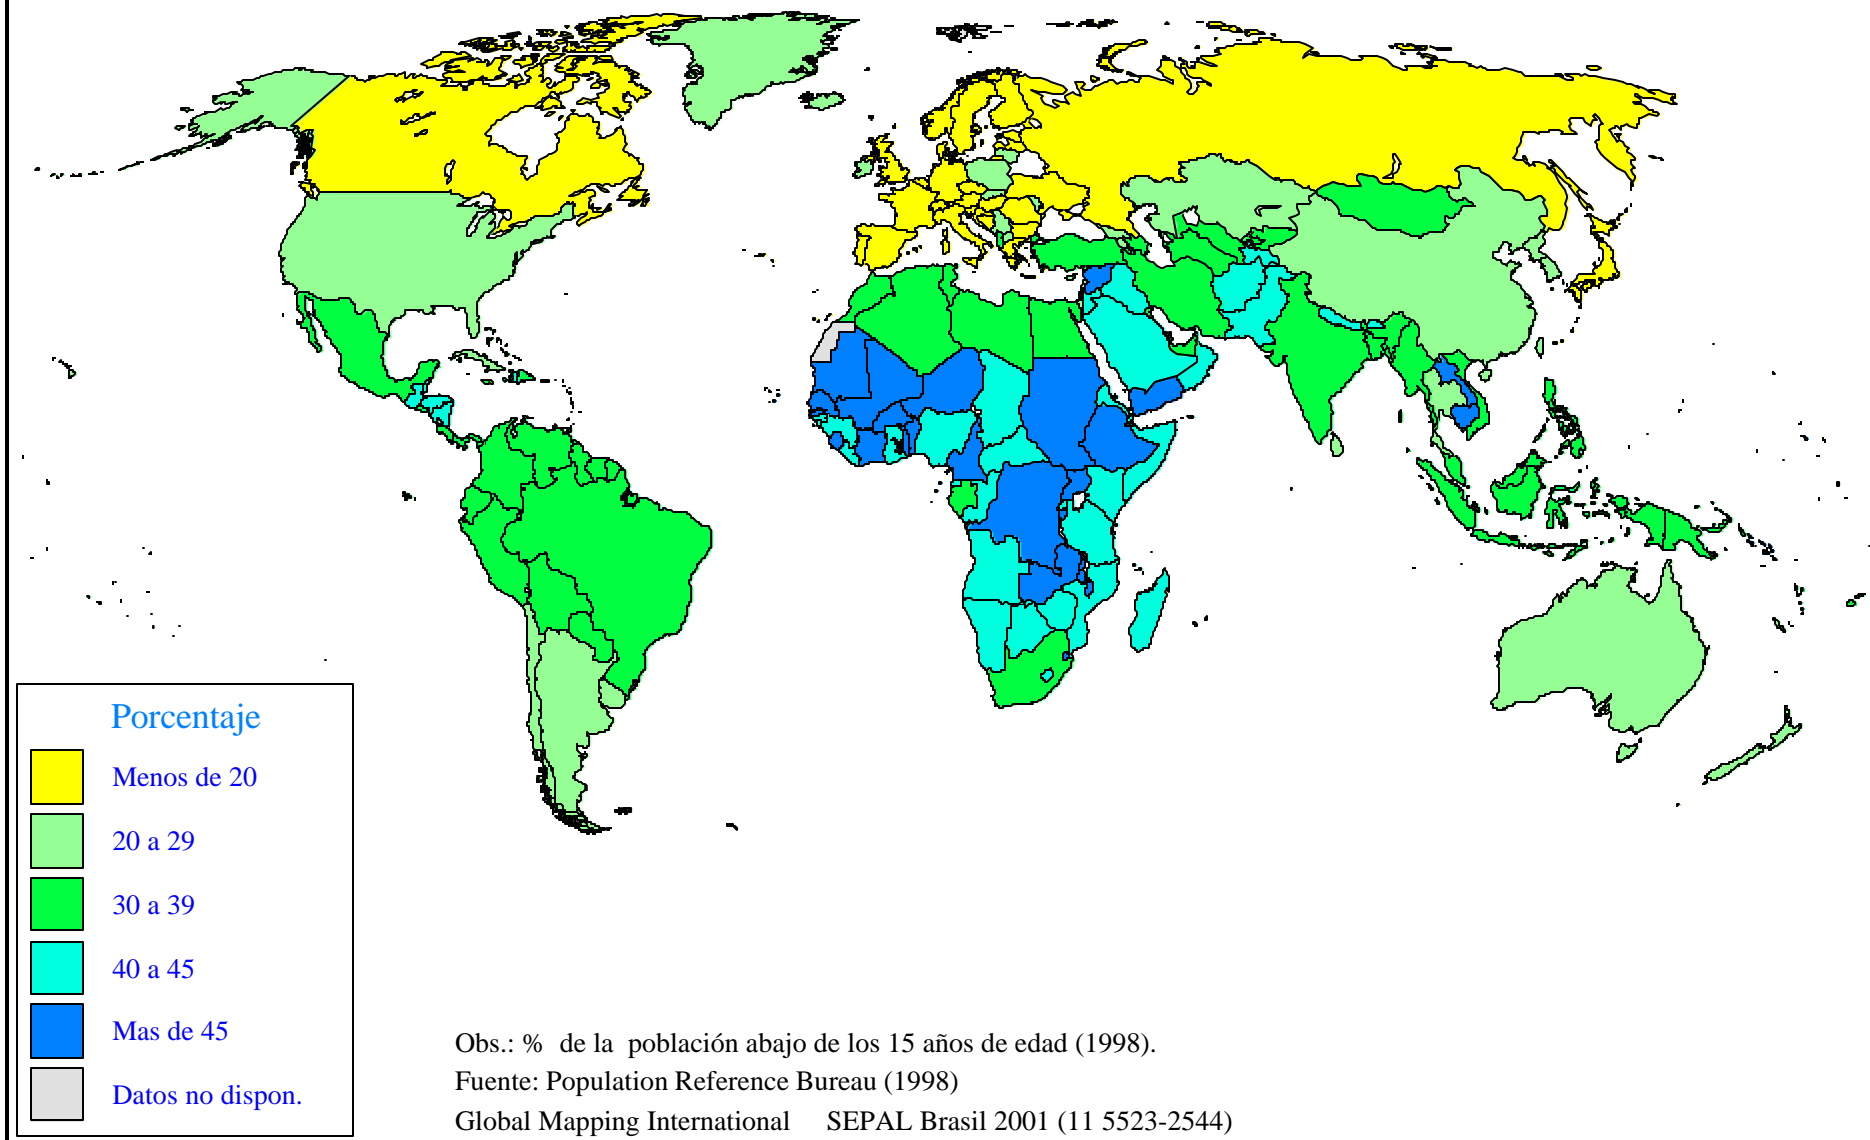 Porcentaje
Menos de 20
20 a 29
30 a 39
40 a 45
Mas de 45
Datos no dispon.
Obs.: % de la población abajo de los 15 años de edad (1998).
Fuente: Population Reference Bureau (1998)
Global Mapping International SEPAL Brasil 2001 (11 5523-2544)